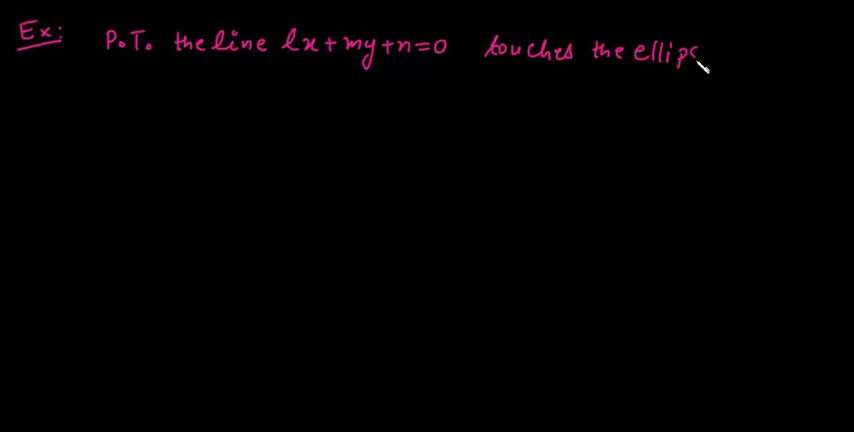 Ex: P.T. the line lx+my+n=0 touches the ellips